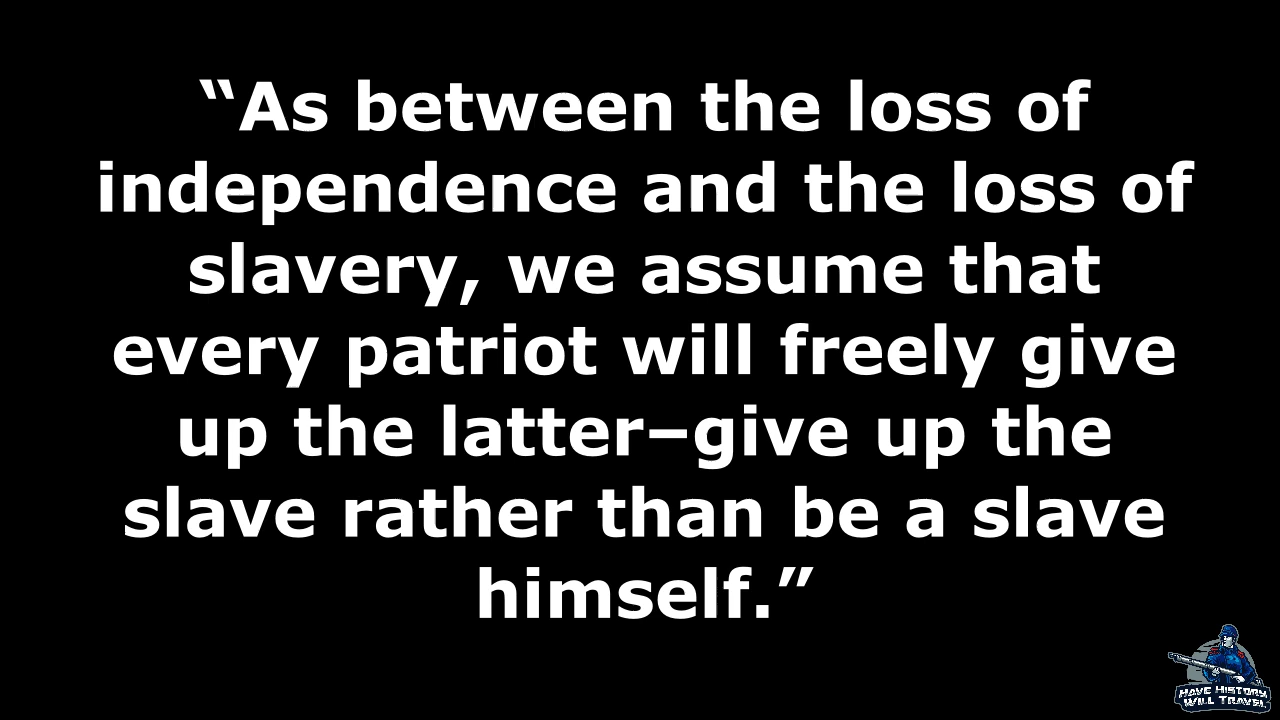 “As between the loss of
independence and the loss of
slavery, we assume that
every patriot will freely give
up the latter–give up the
slave rather than be a slave
himself.”
HAVE HISTORY
WILL TRAVEL